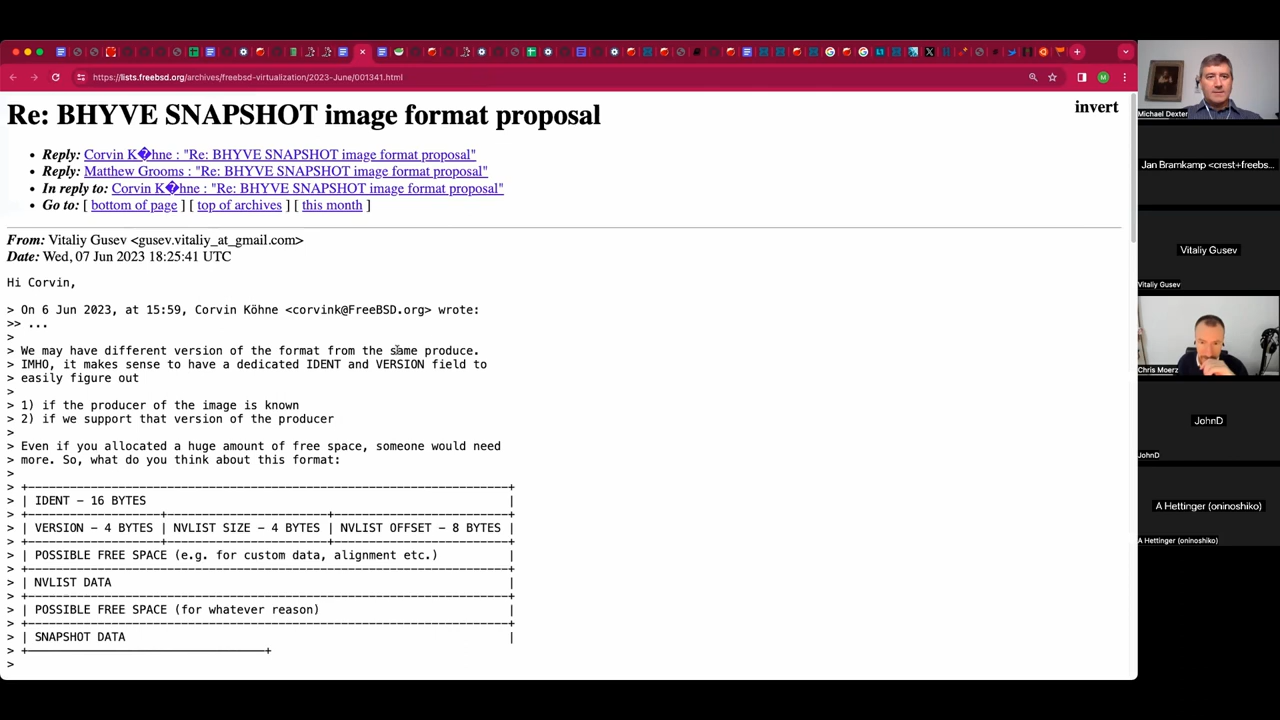 https://lists.freebsd.org/archives/freebsd-virtualization/2023-June/001341.html
M
Re: BHYVE SNAPSHOT image format proposal
invert
• Reply: Corvin K�hne : "Re: BHYVE SNAPSHOT image format proposal"
• Reply: Matthew Grooms : "Re: BHYVE SNAPSHOT image format proposal"
• In reply to: Corvin K�hne : "Re: BHYVE SNAPSHOT image format proposal"
• Go to: [ bottom of page ] [ top of archives ] [ this month ]
From: Vitaliy Gusev <gusev.vitaliy_at_gmail.com>
Date: Wed, 07 Jun 2023 18:25:41 UTC
Hi Corvin,
> On 6 Jun 2023, at 15:59, Corvin Köhne <corvink@FreeBSD.org> wrote:
>> ...
>
> We may have different version of the format from the same produce.
> IMHO, it makes sense to have a dedicated IDENT and VERSION field to
> easily figure out
>
> 1) if the producer of the image is known
> 2) if we support that version of the producer
>
> Even if you allocated a huge amount of free space, someone would need
> more. So, what do you think about this format:
>
> +----------------------------------------------------------------------+
> | IDENT – 16 BYTES |
> +--------------------+-----------------------+-------------------------+
> | VERSION – 4 BYTES | NVLIST SIZE – 4 BYTES | NVLIST OFFSET – 8 BYTES |
> +--------------------+-----------------------+-------------------------+
> | POSSIBLE FREE SPACE (e.g. for custom data, alignment etc.) |
> +----------------------------------------------------------------------+
> | NVLIST DATA |
> +----------------------------------------------------------------------+
> | POSSIBLE FREE SPACE (for whatever reason) |
> +----------------------------------------------------------------------+
> | SNAPSHOT DATA |
> +—————————————————————————+
>
Michael Dexter
Jan Bramkamp <crest+freebs...
Vitaliy Gusev
Vitaliy Gusev
Chris Moerz
JohnD
JohnD
A Hettinger (oninoshiko)
A Hettinger (oninoshiko)